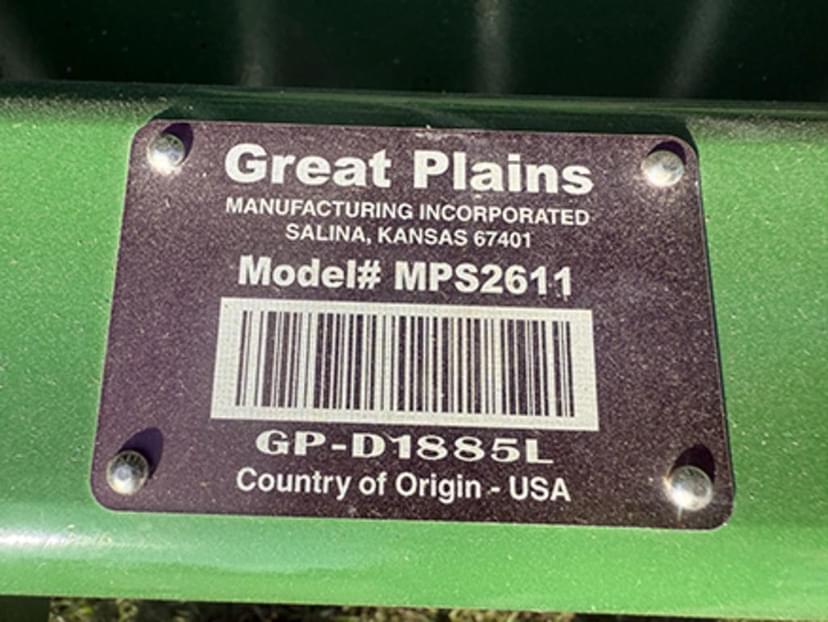 Great Plains
MANUFACTURING INCORPORATED
SALINA, KANSAS 67401
Model# MPS2611
GP-D1885L
Country of Origin - USA